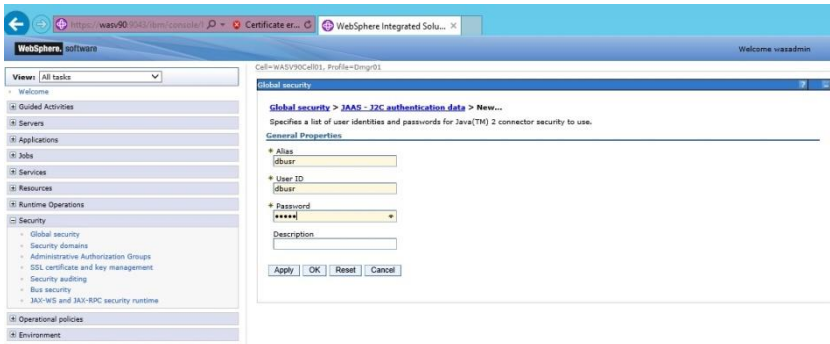 https://wasv90:9043/ibm/console/l
Certificate er...
WebSphere Integrated Solu...
WebSphere. software
Welcome wasadmin
View: All tasks
Welcome
Guided Activities
Servers
Applications
Jobs
Services
Resources
Runtime Operations
Security
Global security
Security domains
Administrative Authorization Groups
SSL certificate and key management
Security auditing
Bus security
JAX-WS and JAX-RPC security runtime
Operational policies
Environment
Cell=WASV90Cell01, Profile=Dmgr01
Global security
?
Global security > JAAS - J2C authentication data > New...
Specifies a list of user identities and passwords for Java(TM) 2 connector security to use.
General Properties
* Alias
dbusr
* User ID
dbusr
* Password
•••••
Description
Apply OK Reset Cancel